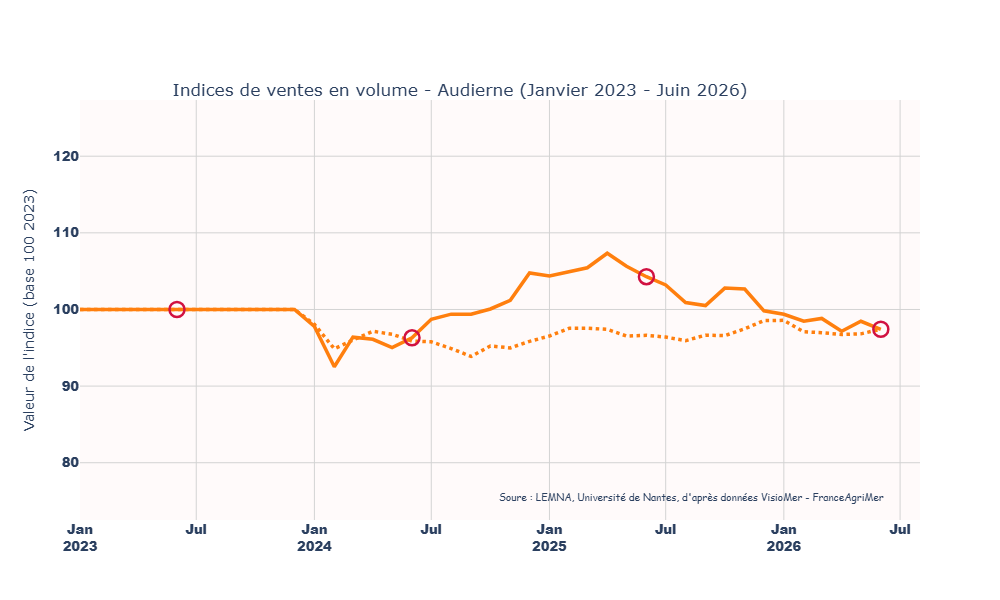 Indices de ventes en volume - Audierne (Janvier 2023 - Juin 2026)
Valeur de l'indice (base 100 2023)
120
110
100
90
80
Soure : LEMNA, Université de Nantes, d'après données VisioMer - FranceAgriMer
Jan Jul Jan Jul Jan Jul Jan Jul
2023 2024 2025 2026